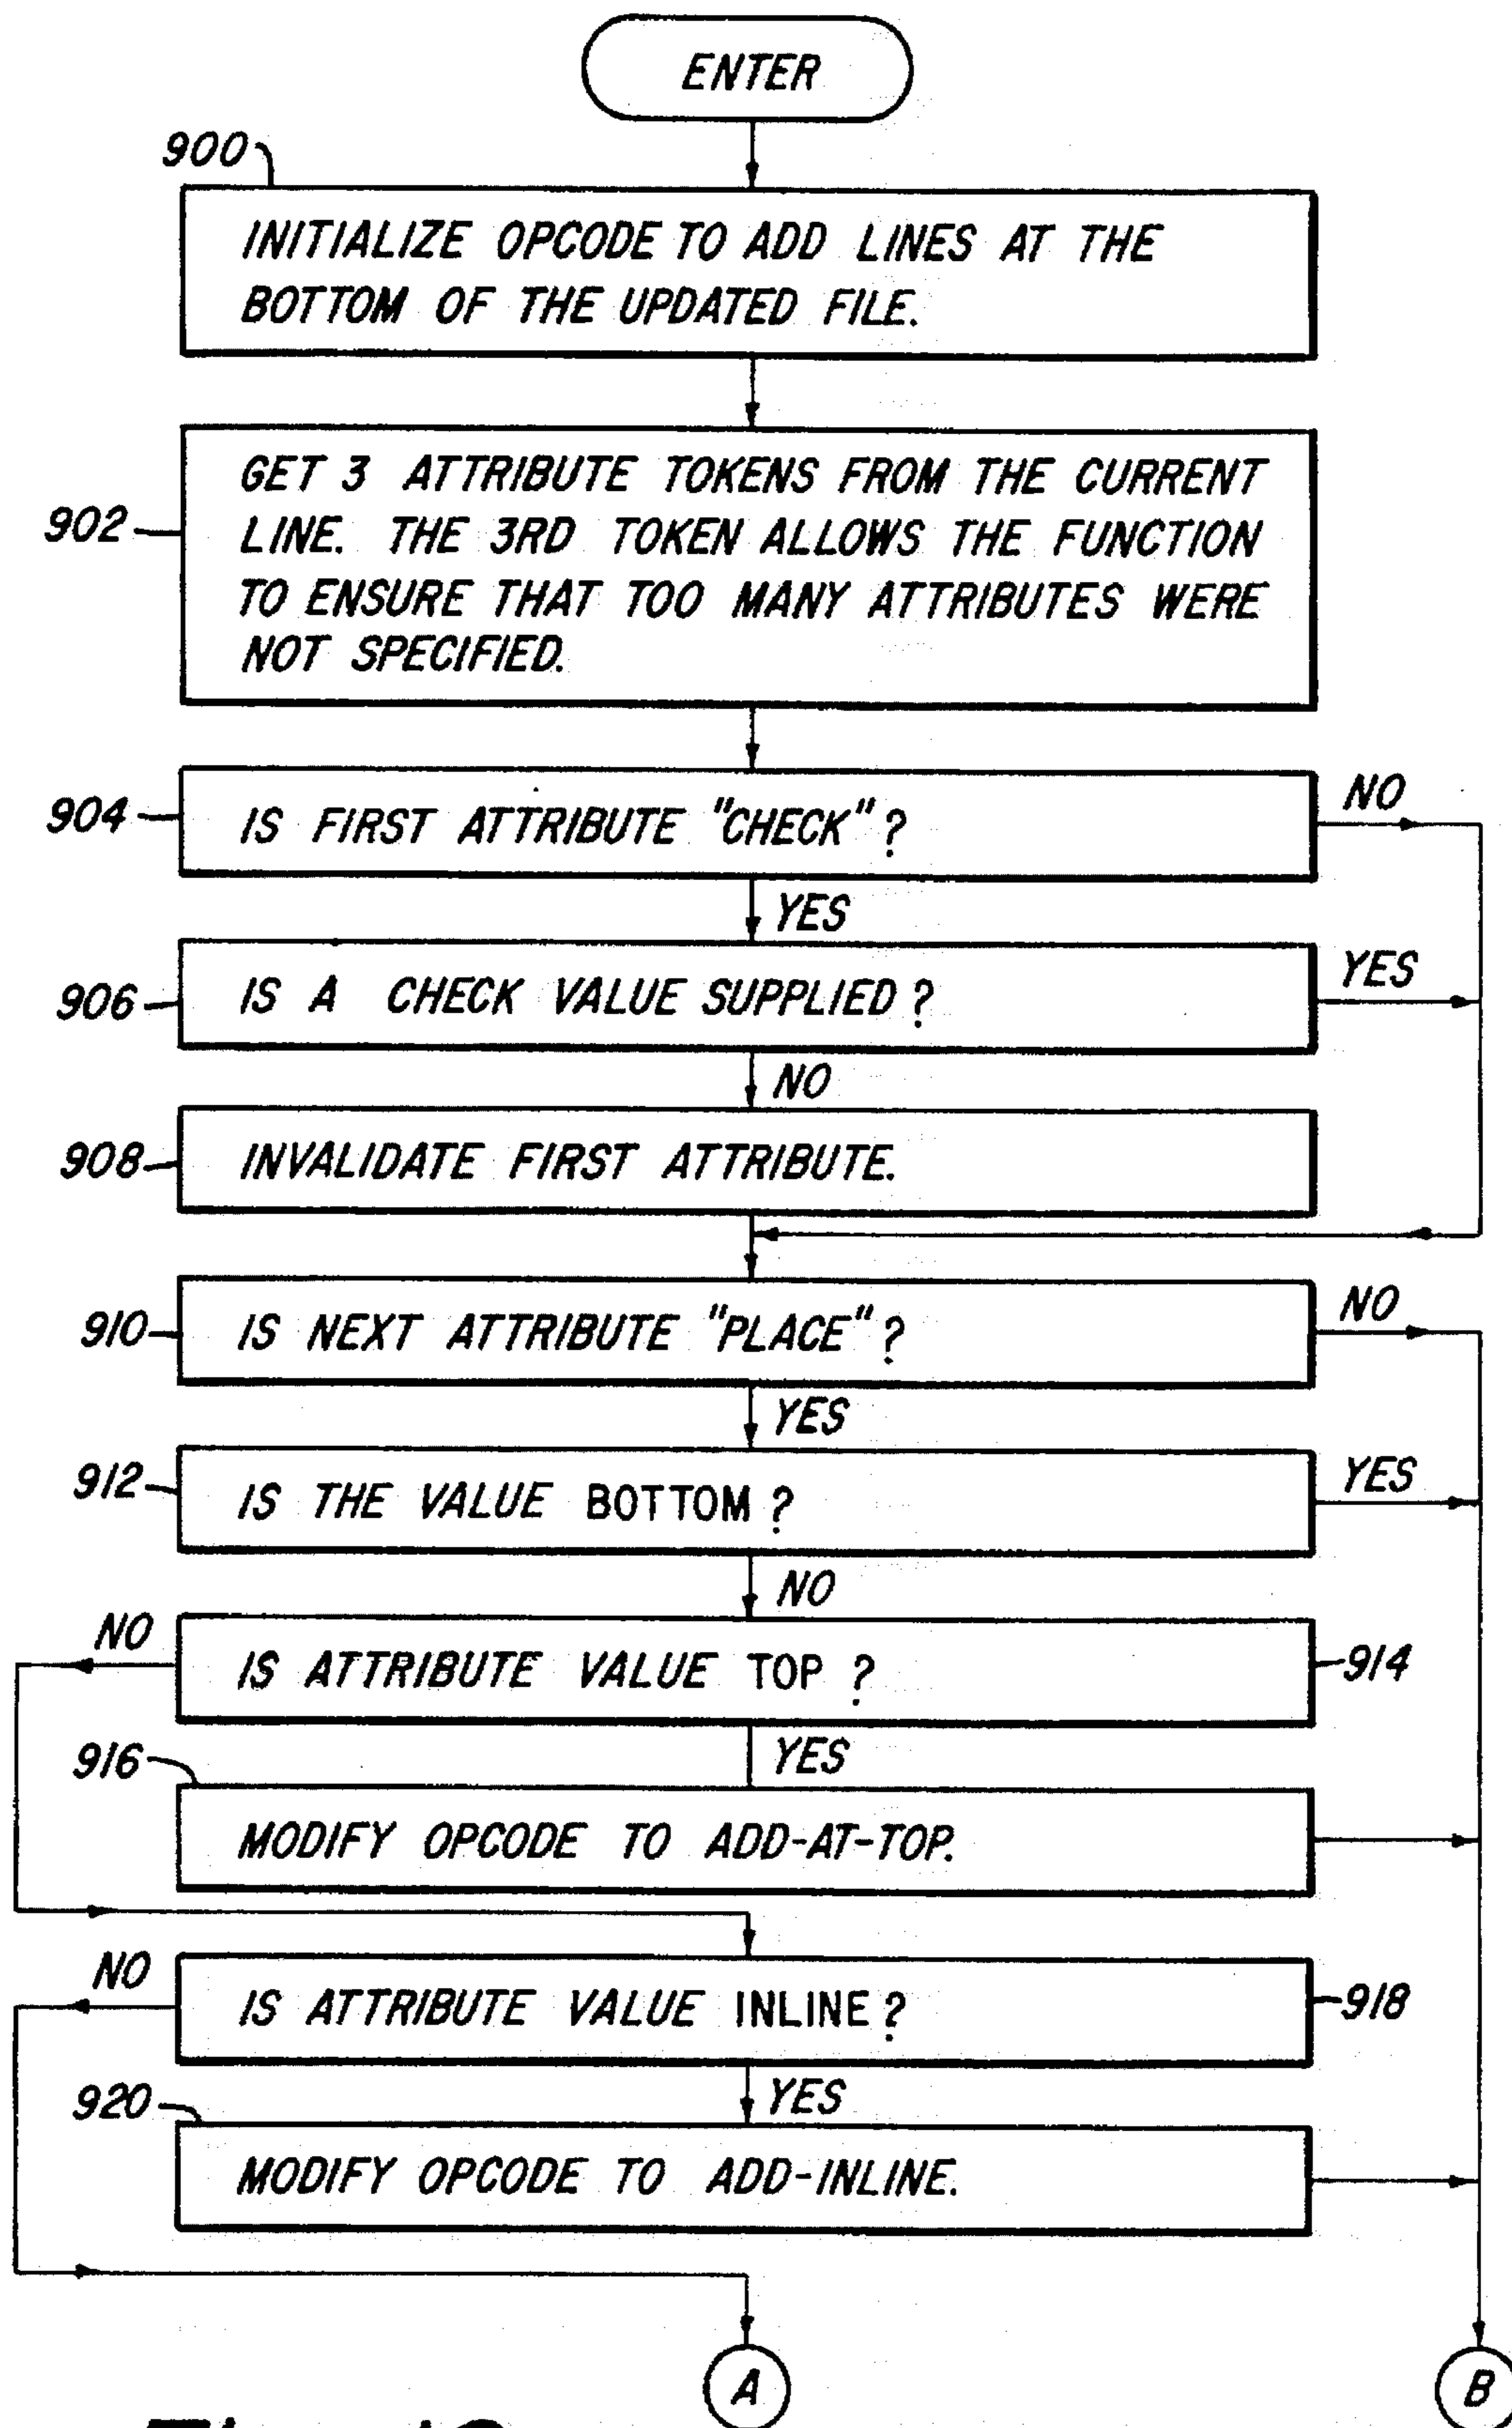 ENTER
900
INITIALIZE OPCODE TO ADD LINES AT THE
BOTTOM OF THE UPDATED FILE.
902
GET 3 ATTRIBUTE TOKENS FROM THE CURRENT
LINE. THE 3RD TOKEN ALLOWS THE FUNCTION
TO ENSURE THAT TOO MANY ATTRIBUTES WERE
NOT SPECIFIED.
904
IS FIRST ATTRIBUTE "CHECK"?
NO
YES
906
IS A CHECK VALUE SUPPLIED?
YES
NO
908
INVALIDATE FIRST ATTRIBUTE.
910
IS NEXT ATTRIBUTE "PLACE"?
NO
YES
912
IS THE VALUE BOTTOM?
YES
NO
NO
IS ATTRIBUTE VALUE TOP ?
914
YES
916
MODIFY OPCODE TO ADD-AT-TOP.
NO
IS ATTRIBUTE VALUE INLINE?
918
YES
920
MODIFY OPCODE TO ADD-INLINE.
A
B